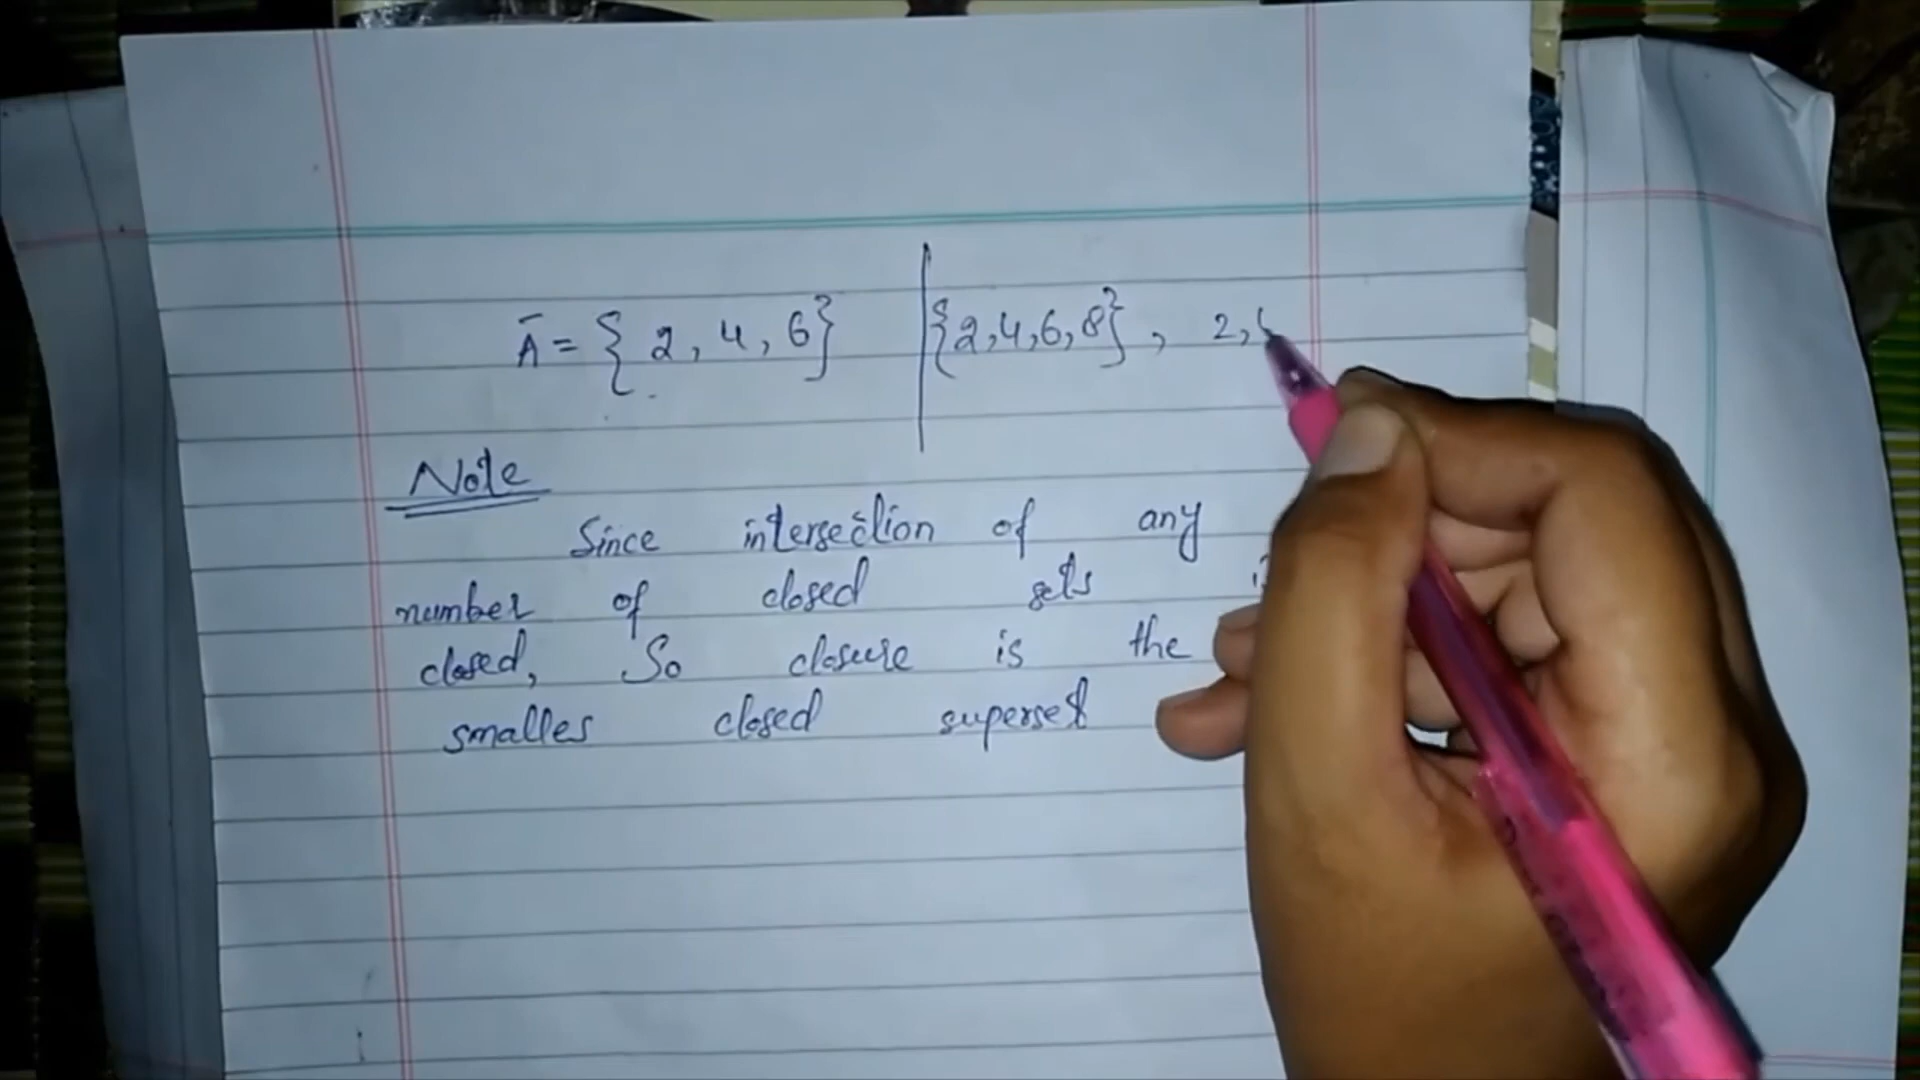 Ā = { 2, 4, 6} {2,4,6,8} , 2,
Note
Since intersection of any
number of closed sets
closed, So closure is the
smalles closed superset